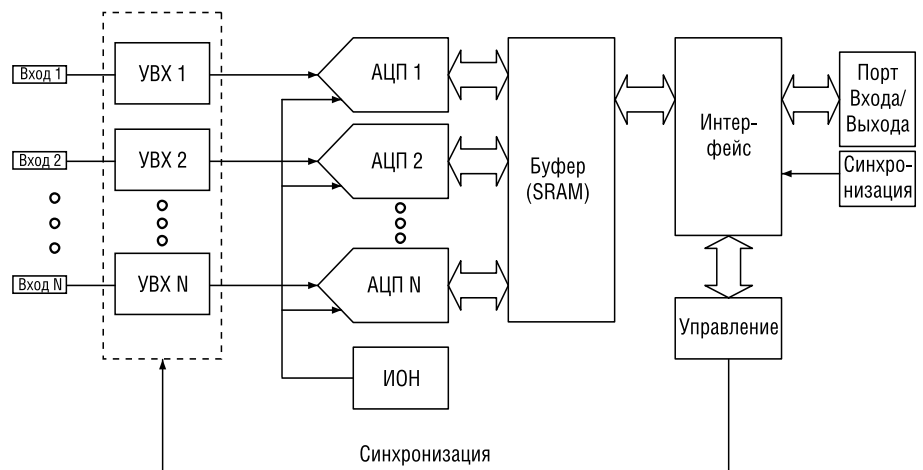 Вход 1
УВХ 1
АЦП 1
Вход 2
УВХ 2
АЦП 2
Вход N
УВХ N
АЦП N
ИОН
Буфер
(SRAM)
Интер-
фейс
Порт
Входа/
Выхода
Синхро-
низация
Управление
Синхронизация